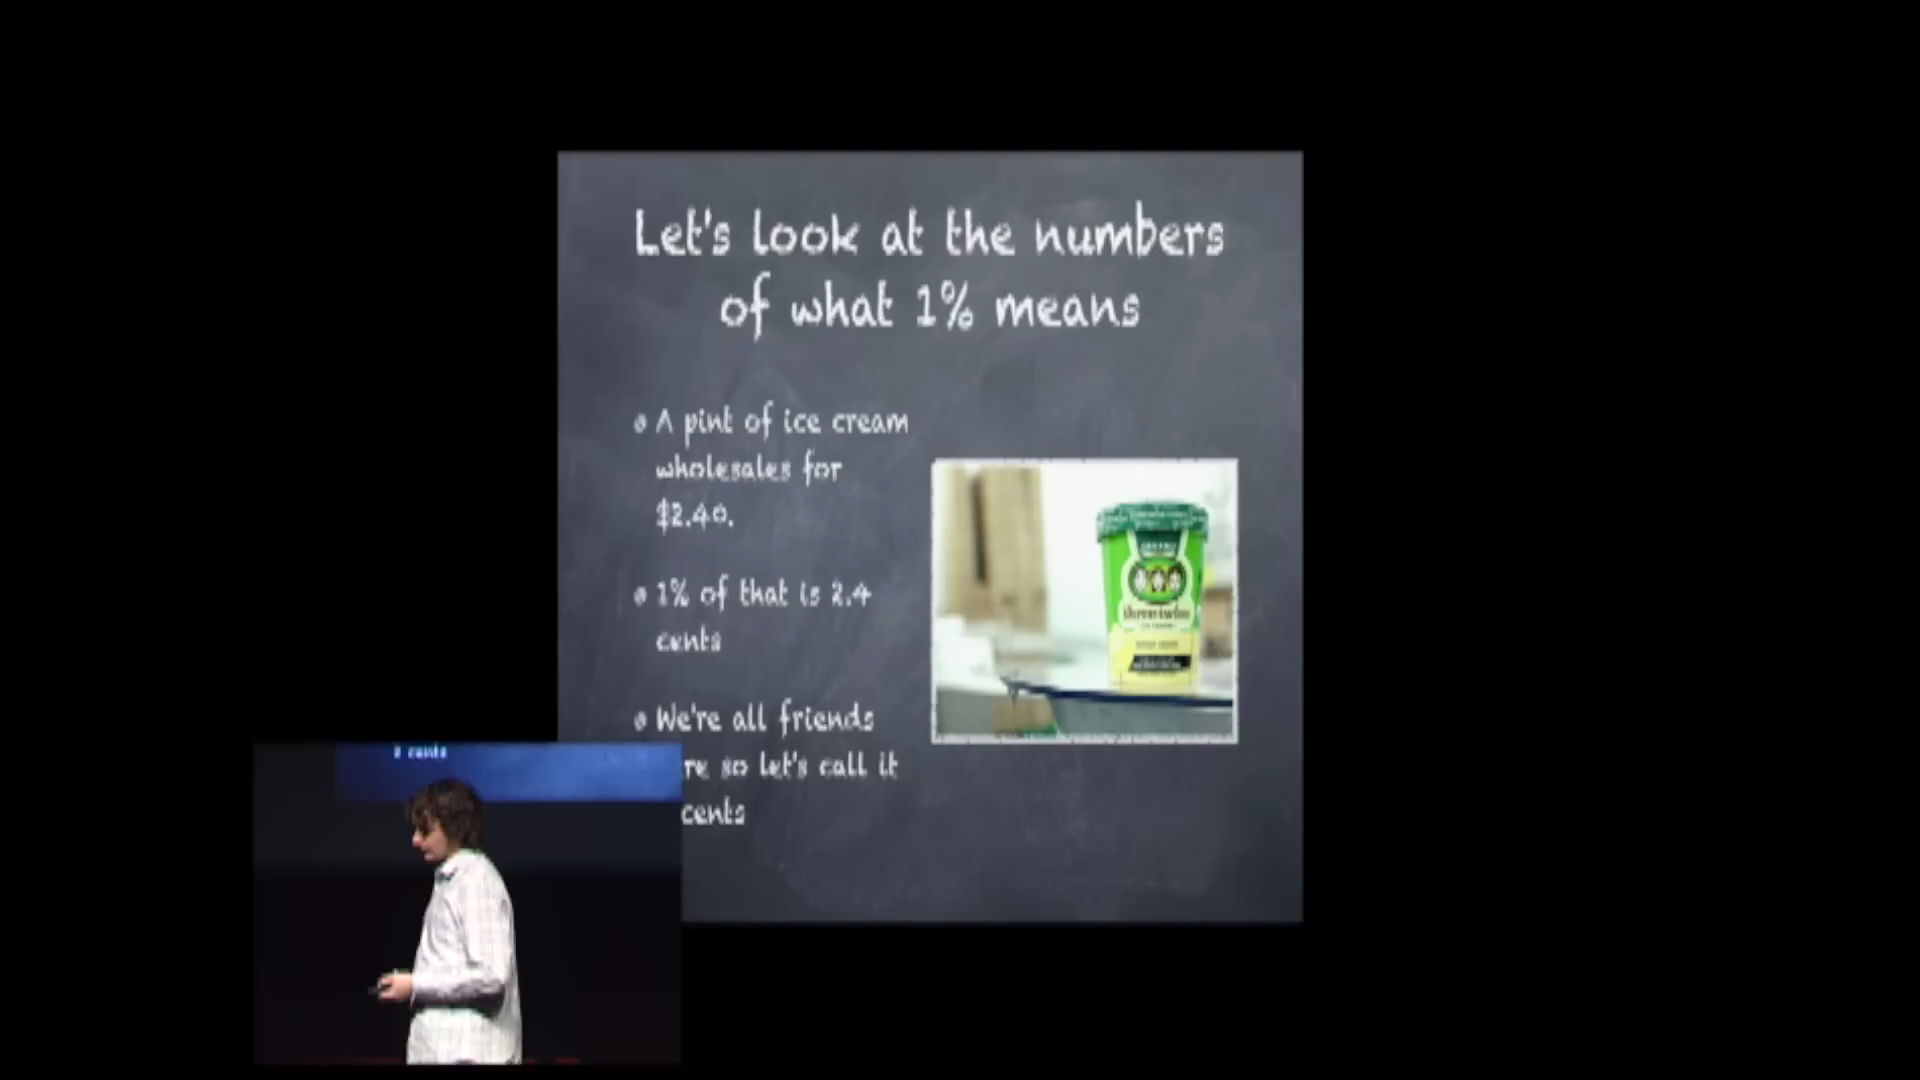 Let's look at the numbers
of what 1% means
A pint of ice cream
wholesales for
$2.40.
1% of that is 2.4
cents
We're all friends
re so let's call it
cents
cents